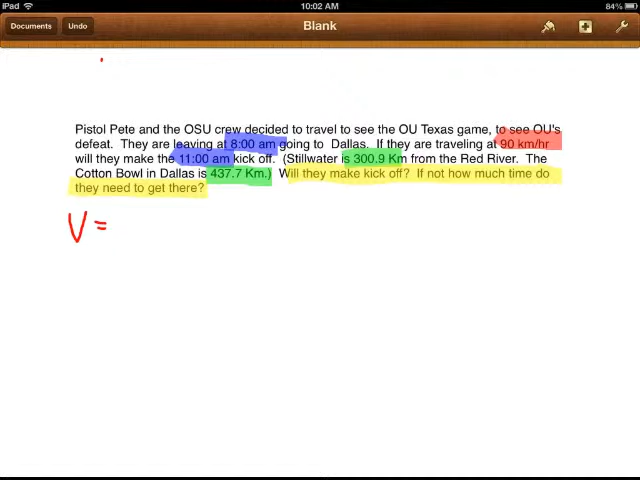 iPad 10:02 AM 84%
Documents Undo Blank
Pistol Pete and the OSU crew decided to travel to see the OU Texas game, to see OU's
defeat. They are leaving at 8:00 am going to Dallas. If they are traveling at 90 km/hr
will they make the 11:00 am kick off. (Stillwater is 300.9 Km from the Red River. The
Cotton Bowl in Dallas is 437.7 Km.) Will they make kick off? If not how much time do
they need to get there?
V =